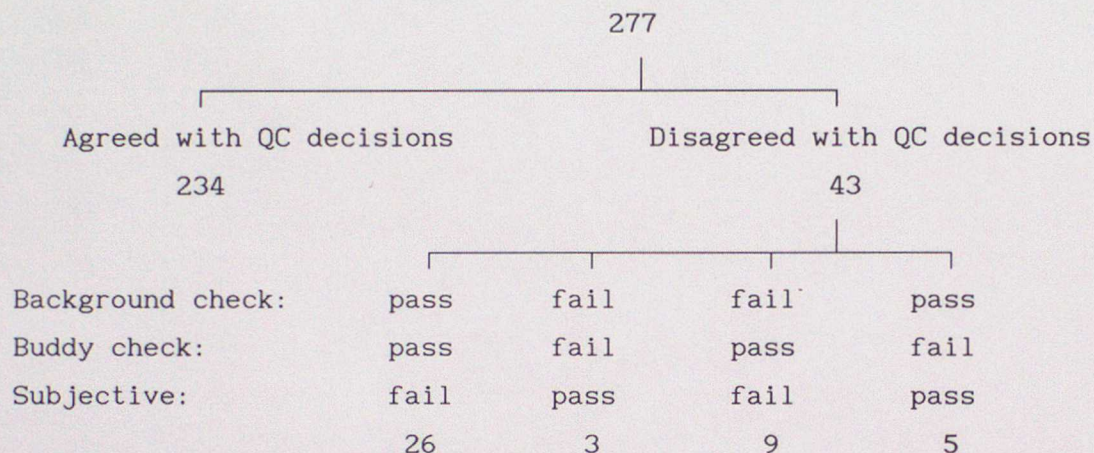 277
Agreed with QC decisions Disagreed with QC decisions
234 43
Background check: pass fail fail pass
Buddy check: pass fail pass fail
Subjective: fail pass fail pass
26 3 9 5